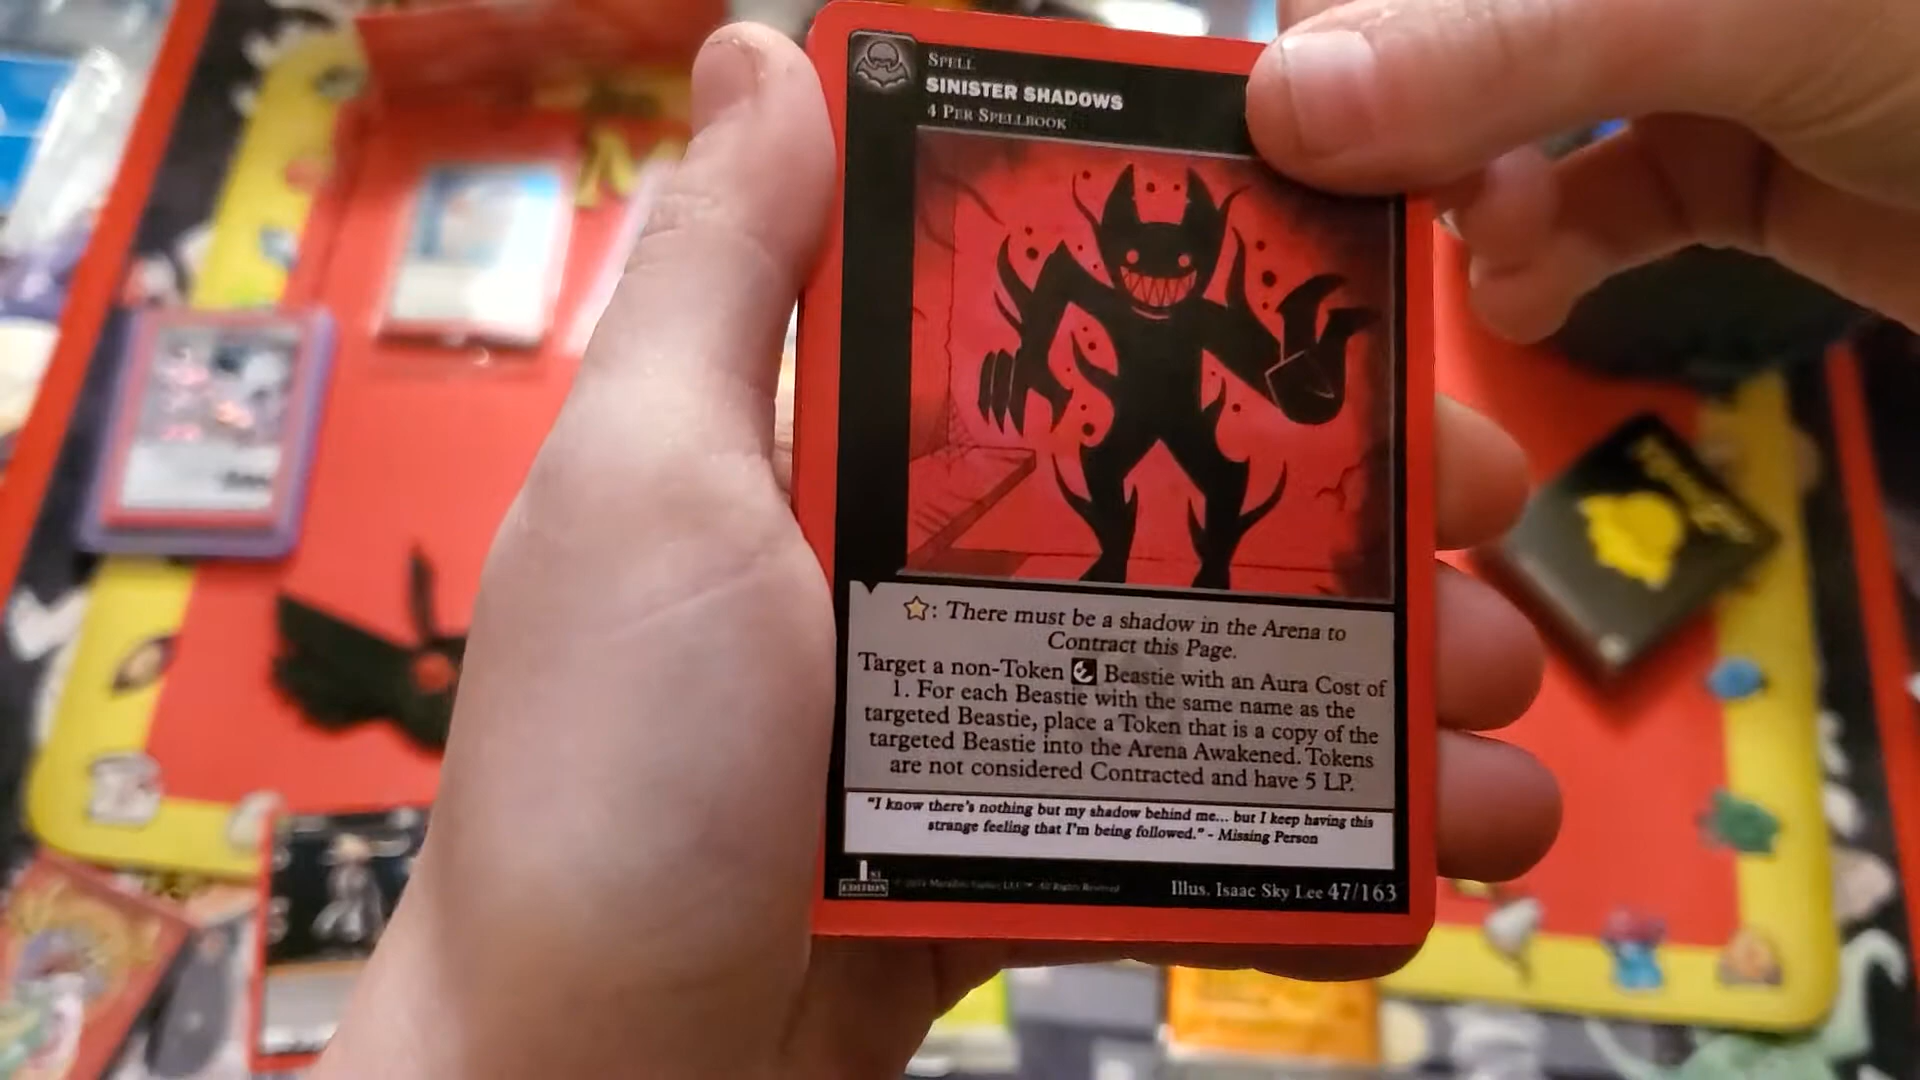 SPELL
SINISTER SHADOWS
4 PER SPELLBOOK
: There must be a shadow in the Arena to
Contract this Page.
Target a non-Token Beastie with an Aura Cost of
1. For each Beastie with the same name as the
targeted Beastie, place a Token that is a copy of the
targeted Beastie into the Arena Awakened. Tokens
are not considered Contracted and have 5 LP.
"I know there's nothing but my shadow behind me... but I keep having this
strange feeling that I'm being followed." - Missing Person
1ST
EDITION
All Rights Reserved
Illus. Isaac Sky Lee 47/163